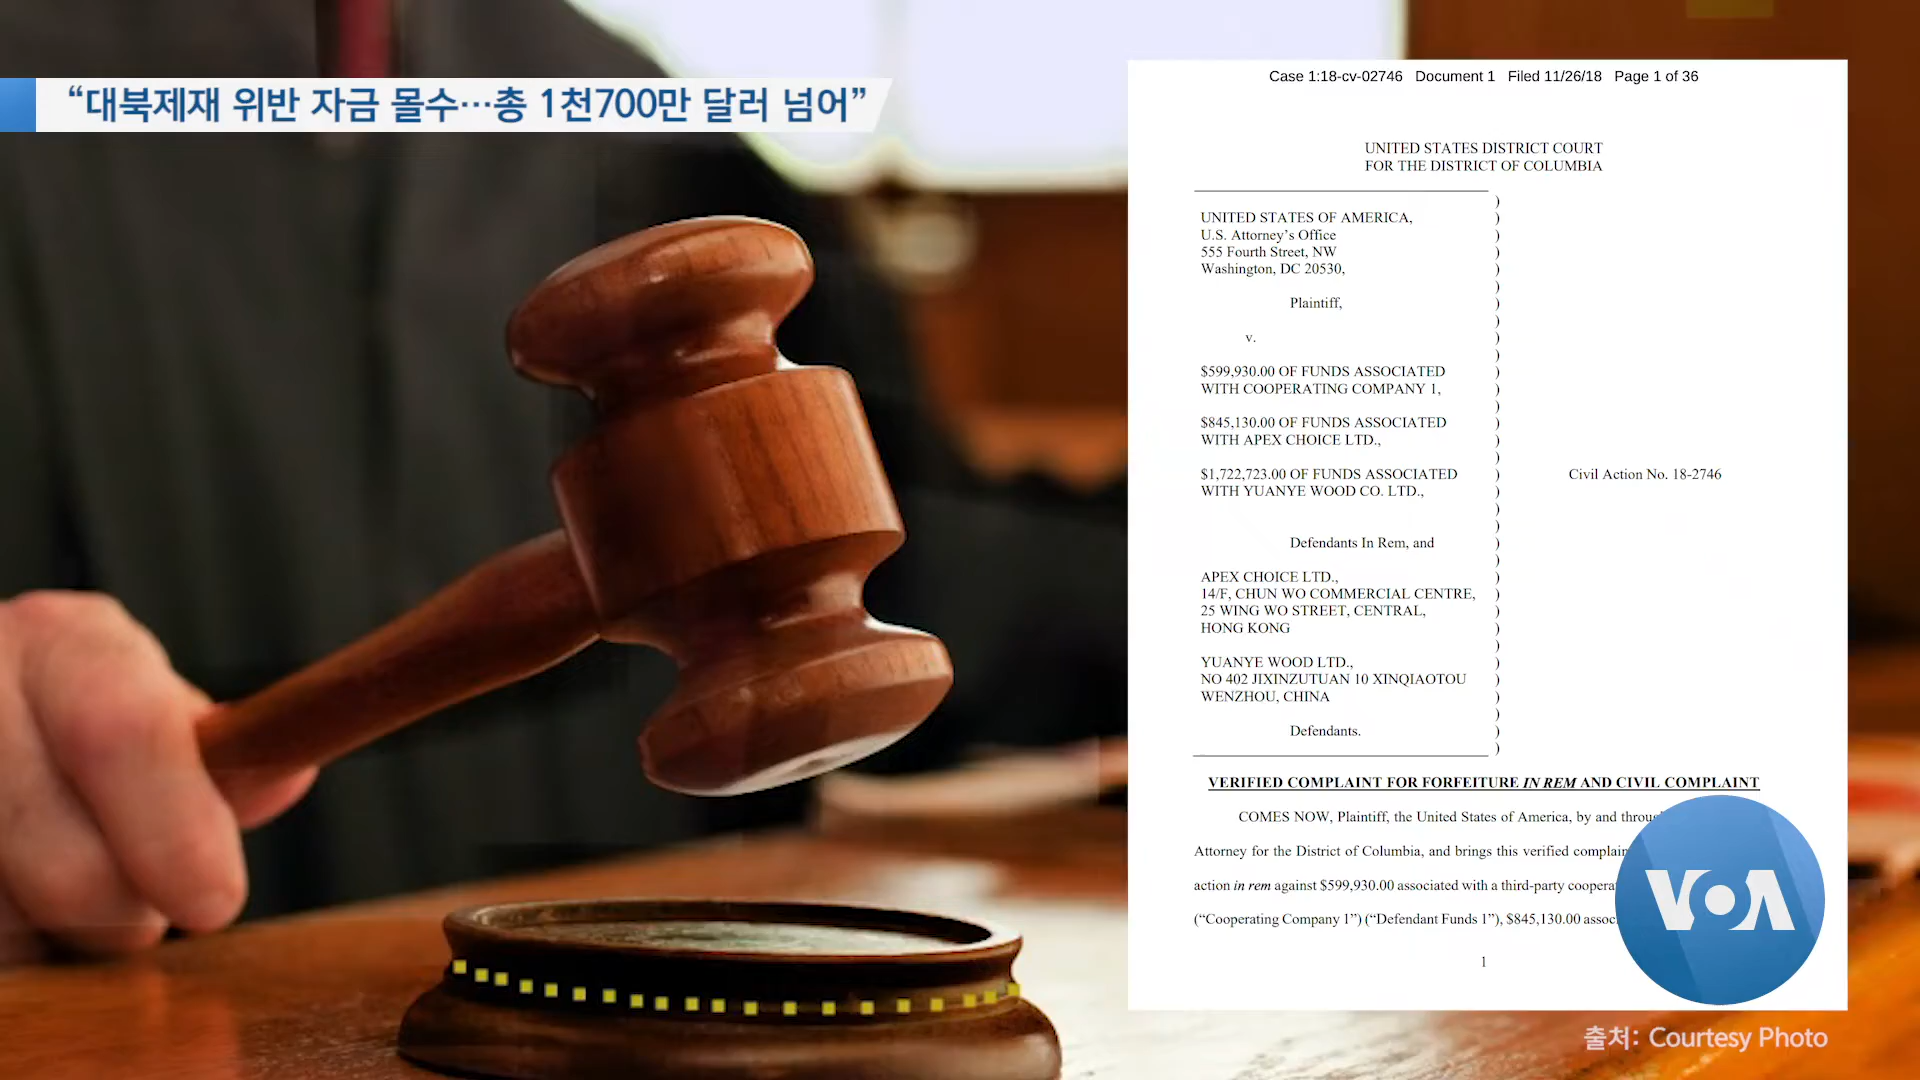 “대북제재 위반 자금 몰수…총 1천700만 달러 넘어”
Case 1:18-cv-02746 Document 1 Filed 11/26/18 Page 1 of 36
UNITED STATES DISTRICT COURT
FOR THE DISTRICT OF COLUMBIA
UNITED STATES OF AMERICA,
U.S. Attorney’s Office
555 Fourth Street, NW
Washington, DC 20530,
Plaintiff,
v.
$599,930.00 OF FUNDS ASSOCIATED
WITH COOPERATING COMPANY 1,
$845,130.00 OF FUNDS ASSOCIATED
WITH APEX CHOICE LTD.,
$1,722,723.00 OF FUNDS ASSOCIATED
WITH YUANYE WOOD CO. LTD.,
Civil Action No. 18-2746
Defendants In Rem, and
APEX CHOICE LTD.,
14/F, CHUN WO COMMERCIAL CENTRE,
25 WING WO STREET, CENTRAL,
HONG KONG
YUANYE WOOD LTD.,
NO 402 JIXINZUTUAN 10 XINQIAOTOU
WENZHOU, CHINA
Defendants.
VERIFIED COMPLAINT FOR FORFEITURE IN REM AND CIVIL COMPLAINT
COMES NOW, Plaintiff, the United States of America, by and
Attorney for the District of Columbia, and brings this verified
action in rem against $599,930.00 associated with a third-party
(“Cooperating Company 1”) (“Defendant Funds 1”), $845,130.00
1
VOA
출처: Courtesy Photo